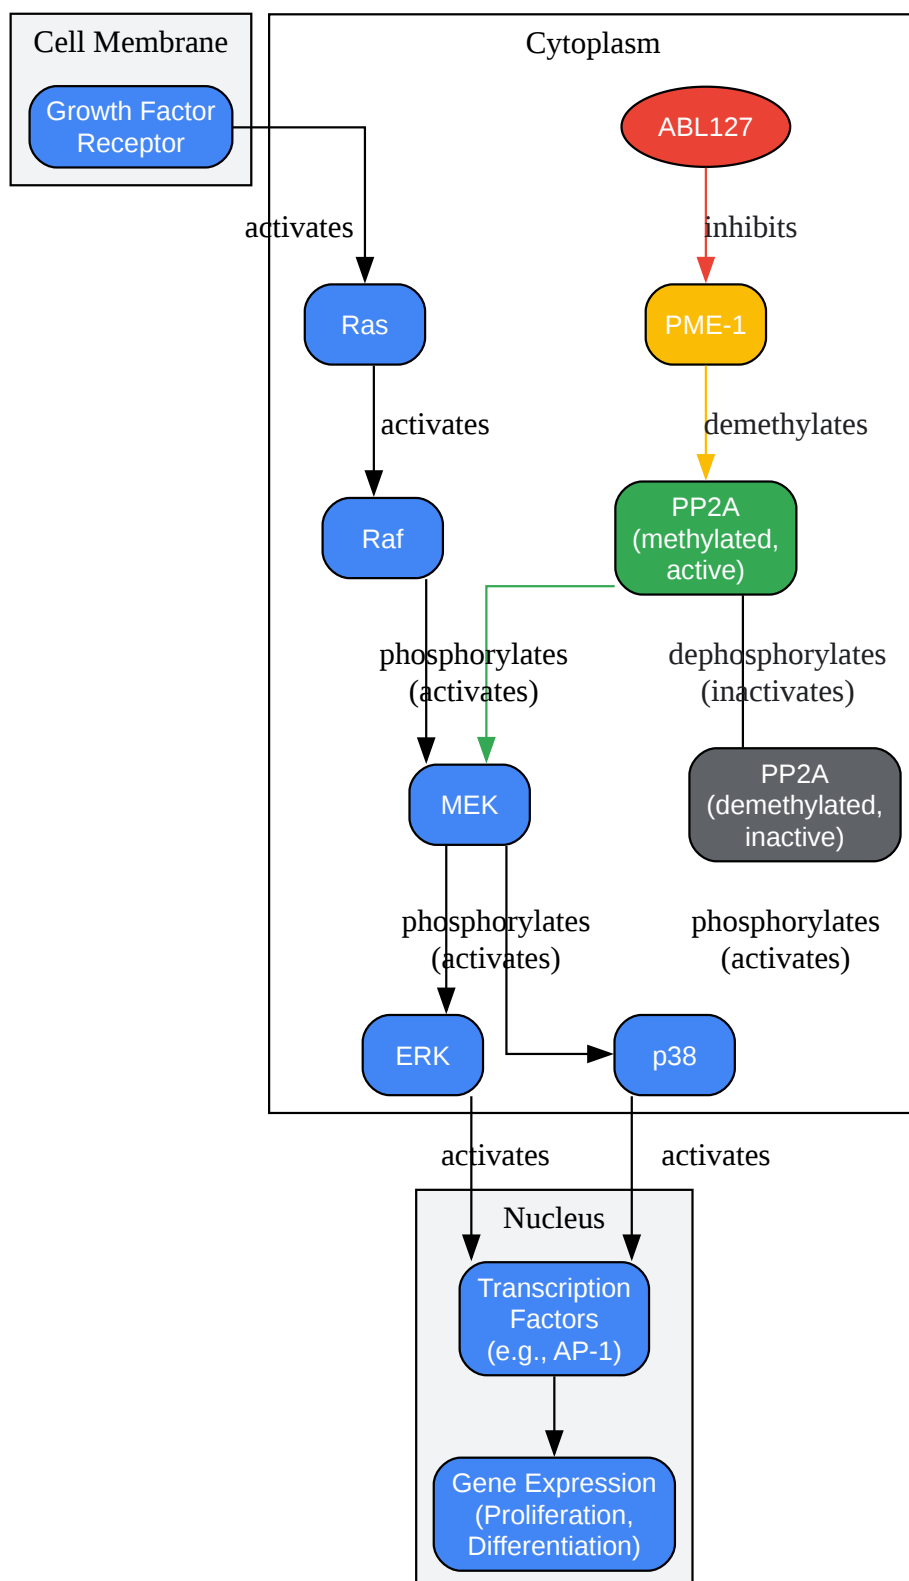 Cell Membrane
Cytoplasm
Growth Factor
Receptor
ABL127
activates
inhibits
Ras
PME-1
activates
demethylates
Raf
PP2A
(methylated,
active)
phosphorylates
(activates)
dephosphorylates
(inactivates)
MEK
PP2A
(demethylated,
inactive)
phosphorylates
(activates)
phosphorylates
(activates)
ERK
p38
activates
activates
Nucleus
Transcription
Factors
(e.g., AP-1)
Gene Expression
(Proliferation,
Differentiation)